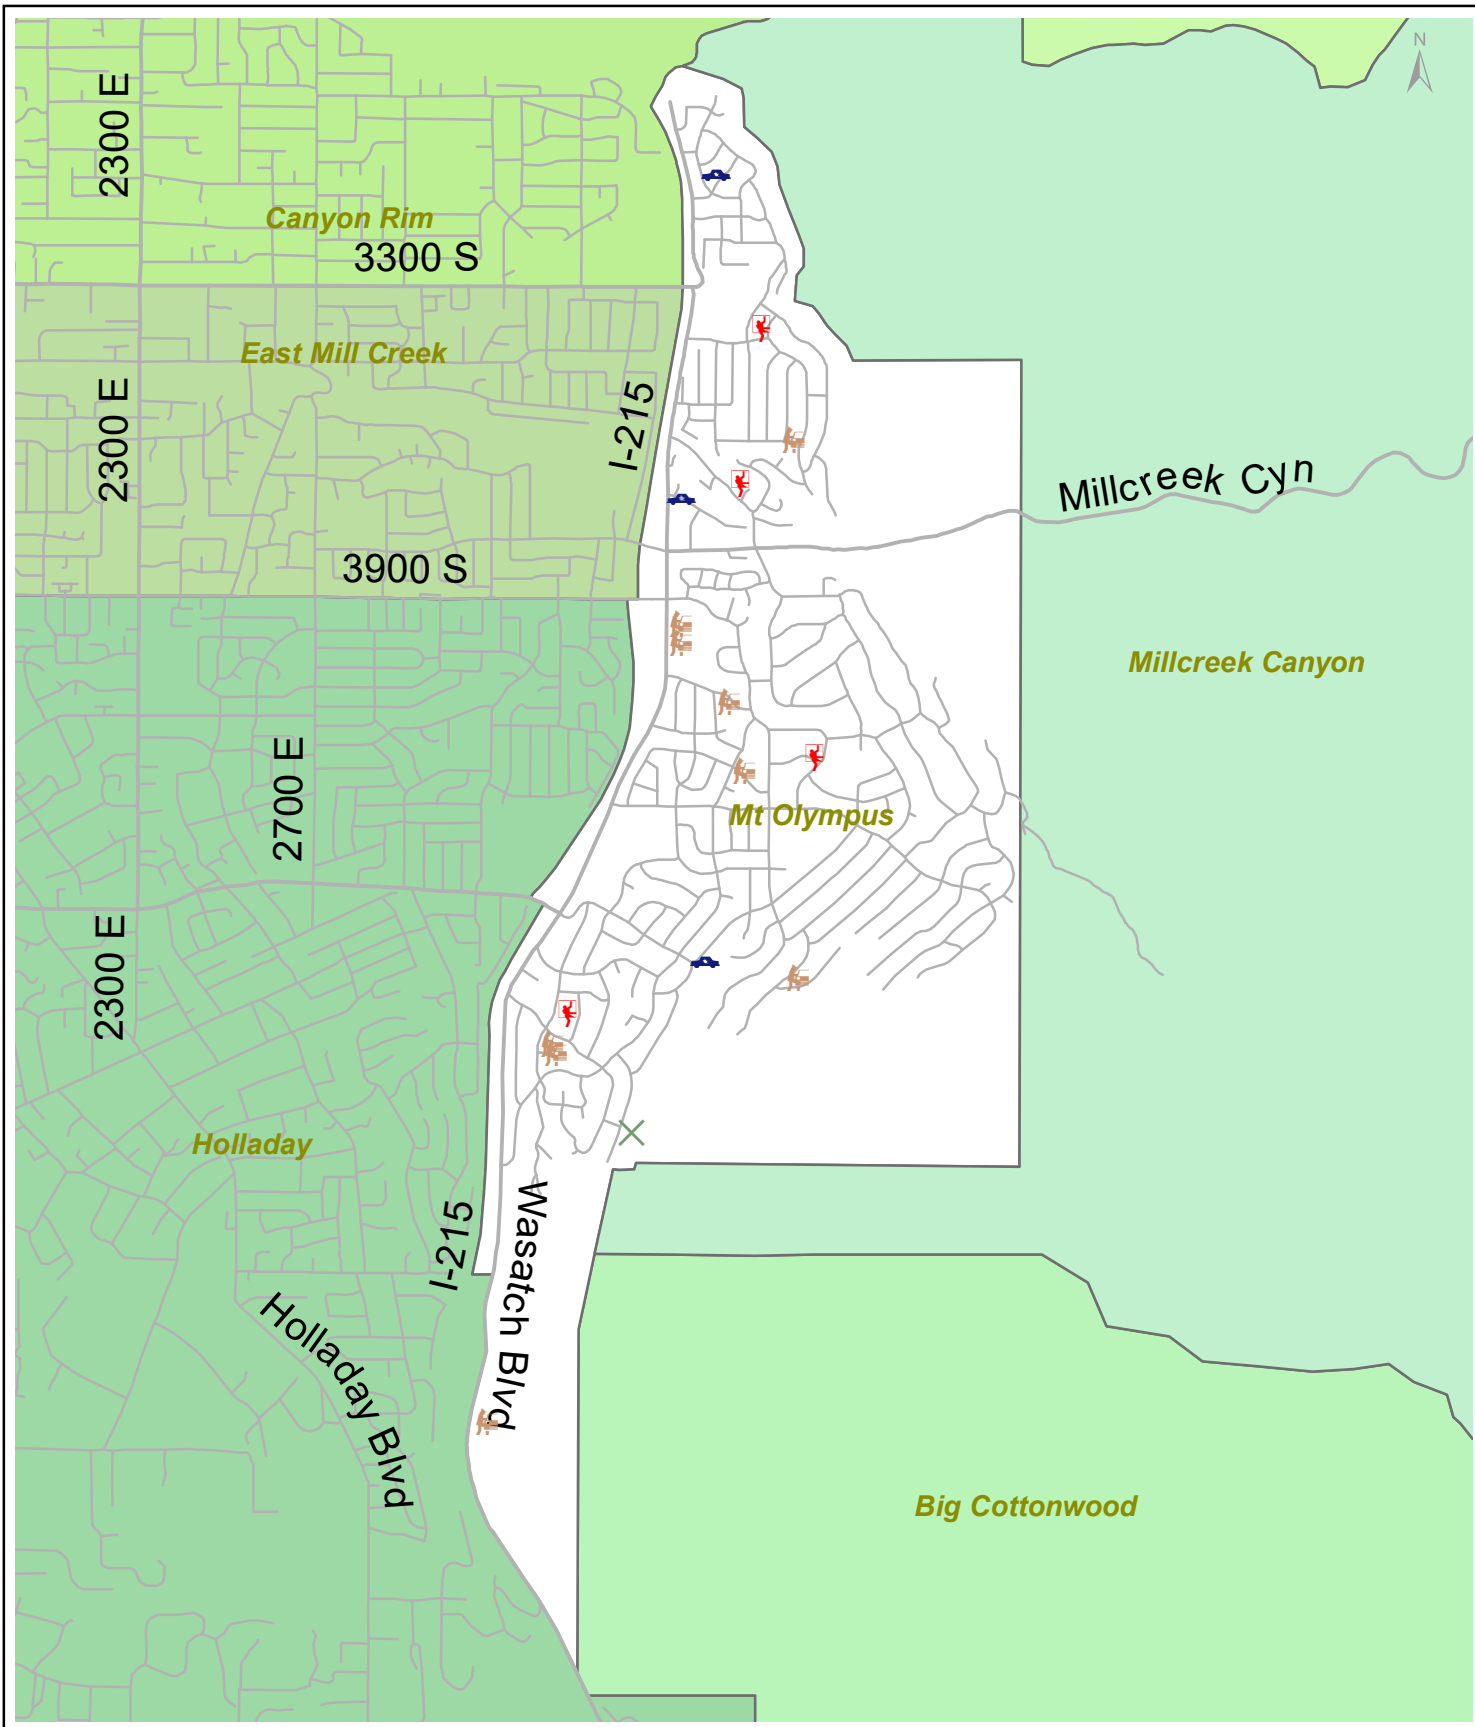 N
2300 E
Canyon Rim
3300 S
East Mill Creek
2300 E
I-215
Millcreek Cyn
3900 S
Millcreek Canyon
2700 E
Mt Olympus
2300 E
Holladay
I-215
Wasatch Blvd
Holladay Blvd
Big Cottonwood